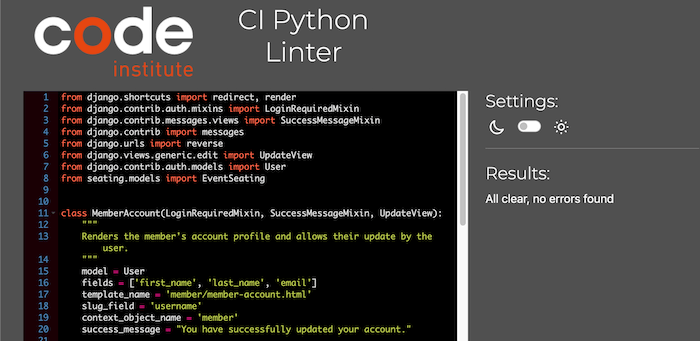 code
institute
CI Python
Linter
1 from django.shortcuts import redirect, render
2 from django.contrib.auth.mixins import LoginRequiredMixin
3 from django.contrib.messages.views import SuccessMessageMixin
4 from django.contrib import messages
5 from django.urls import reverse
6 from django.views.generic.edit import UpdateView
7 from django.contrib.auth.models import User
8 from seating.models import EventSeating
9
10
11 class MemberAccount(LoginRequiredMixin, SuccessMessageMixin, UpdateView):
12 """
13 Renders the member's account profile and allows their update by the
user.
14 """
15 model = User
16 fields = ['first_name', 'last_name', 'email']
17 template_name = 'member/member-account.html'
18 slug_field = 'username'
19 context_object_name = 'member'
20 success_message = "You have successfully updated your account."
21
Settings:
Results:
All clear, no errors found